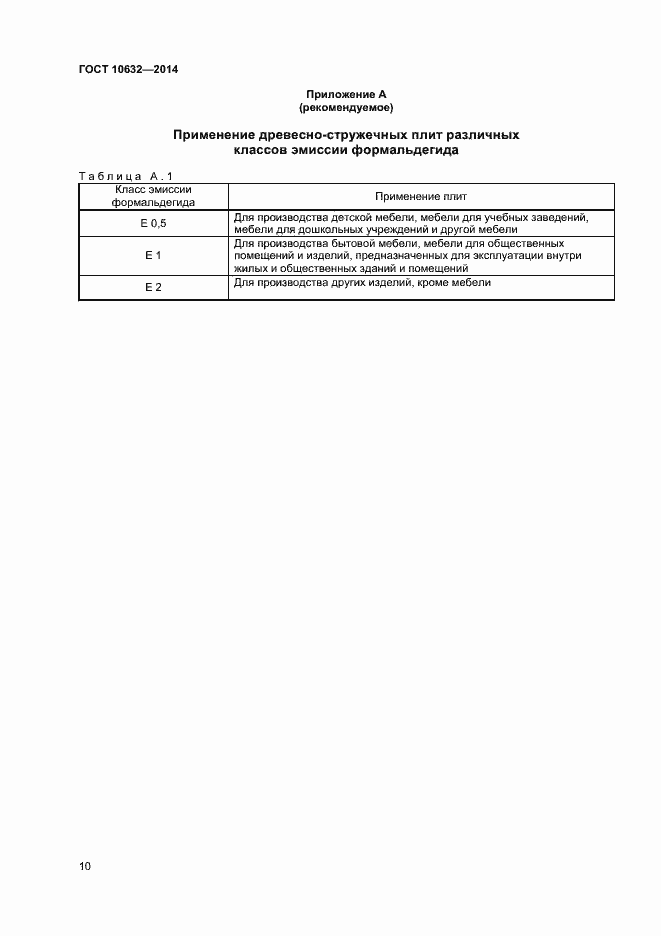 ГОСТ 10632—2014
Приложение А
(рекомендуемое)
Применение древесно-стружечных плит различных
классов эмиссии формальдегида
Таблица А.1
Класс эмиссии
формальдегида
Применение плит
Е 0,5
Для производства детской мебели, мебели для учебных заведений,
мебели для дошкольных учреждений и другой мебели
Е 1
Для производства бытовой мебели, мебели для общественных
помещений и изделий, предназначенных для эксплуатации внутри
жилых и общественных зданий и помещений
Е 2
Для производства других изделий, кроме мебели
10